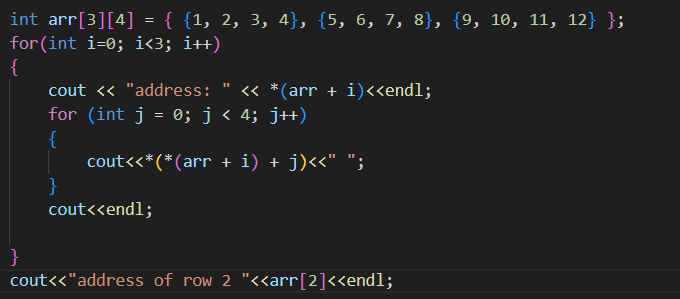 int arr[3][4] = { {1, 2, 3, 4}, {5, 6, 7, 8}, {9, 10, 11, 12} };
for(int i=0; i<3; i++)
{
    cout << "address: " << *(arr + i)<<endl;
    for (int j = 0; j < 4; j++)
    {
        cout<<*(*(arr + i) + j)<<" ";
    }
    cout<<endl;

}
cout<<"address of row 2 "<<arr[2]<<endl;